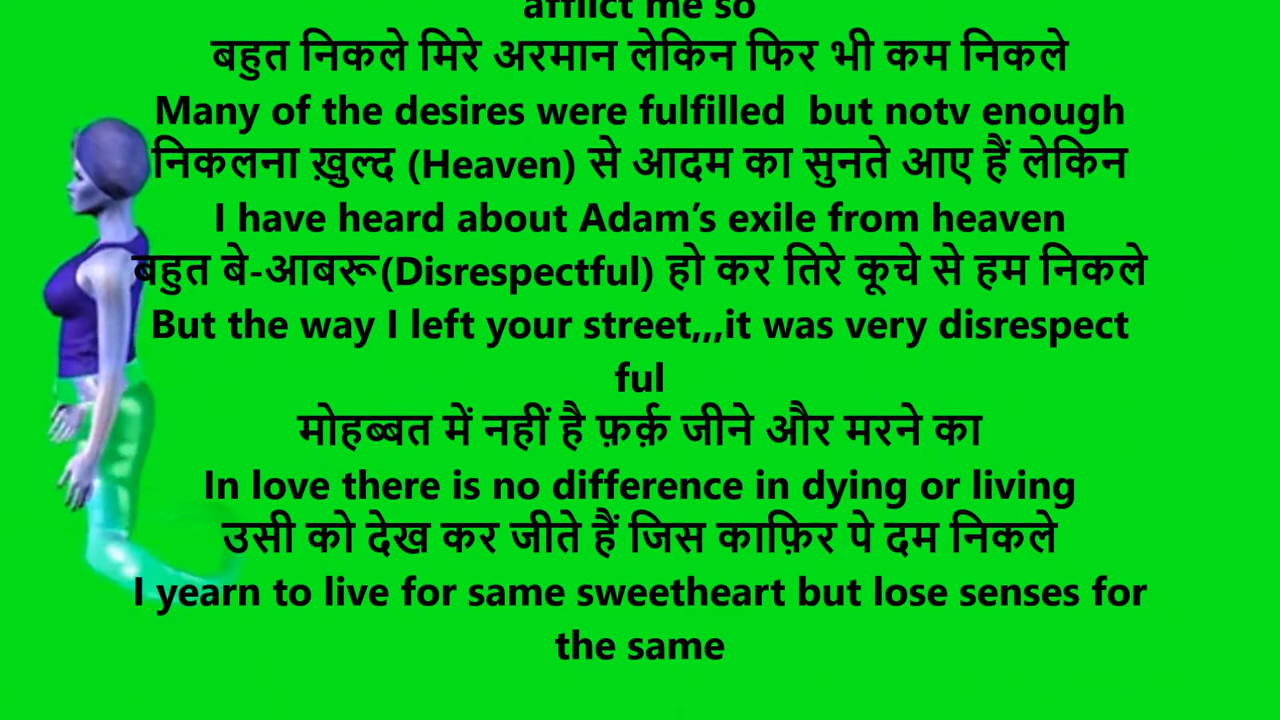 afflict me so
बहुत निकले मिरे अरमान लेकिन फिर भी कम निकले
Many of the desires were fulfilled  but notv enough
निकलना ख़ुल्द (Heaven) से आदम का सुनते आए हैं लेकिन
I have heard about Adam’s exile from heaven
बहुत बे-आबरू(Disrespectful) हो कर तिरे कूचे से हम निकले
But the way I left your street,,,it was very disrespect
ful
मोहब्बत में नहीं है फ़र्क़ जीने और मरने का
In love there is no difference in dying or living
उसी को देख कर जीते हैं जिस काफ़िर पे दम निकले
I yearn to live for same sweetheart but lose senses for
the same